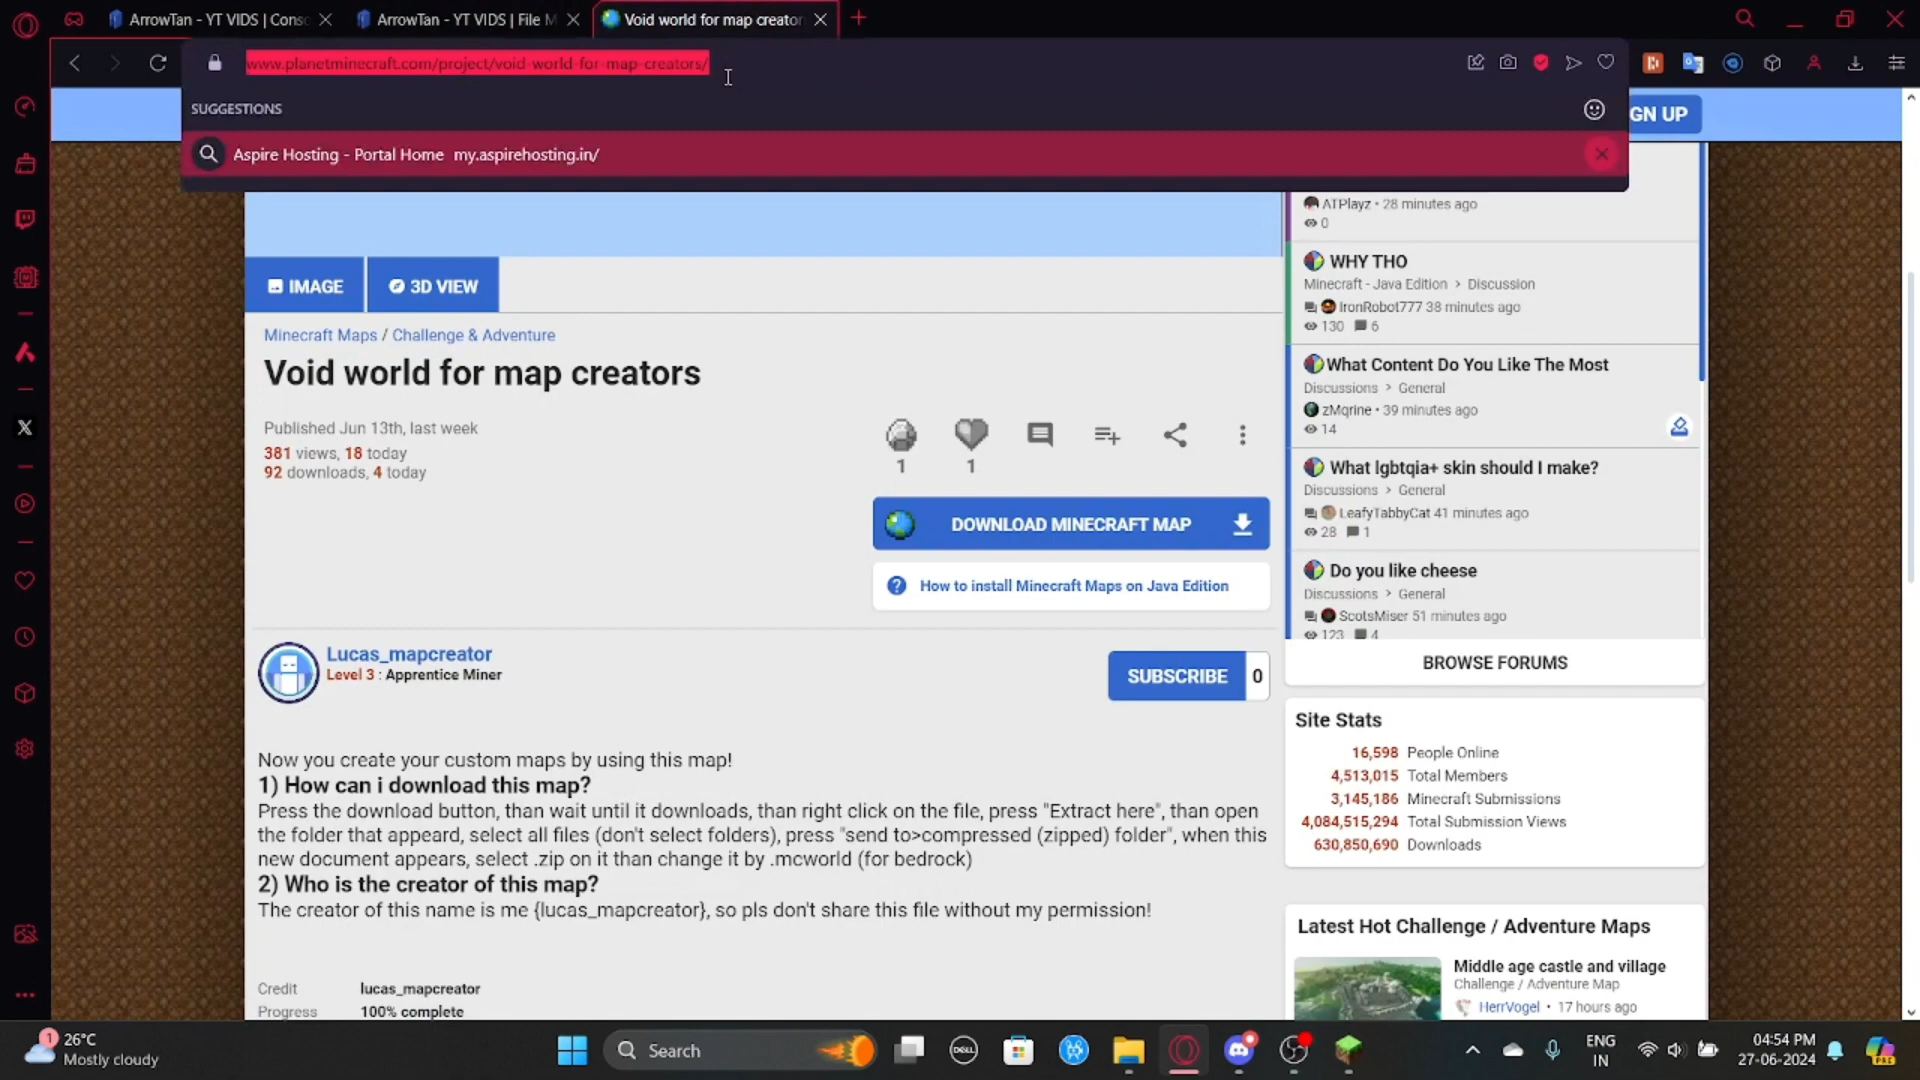 ArrowTan - YT VIDS | Consc
ArrowTan - YT VIDS | File M
Void world for map creator
www.planetminecraft.com/project/void-world-for-map-creators/
SUGGESTIONS
Aspire Hosting - Portal Home my.aspirehosting.in/
GN UP
ATPlayz • 28 minutes ago
0
WHY THO
Minecraft - Java Edition > Discussion
IronRobot777 38 minutes ago
130 6
What Content Do You Like The Most
Discussions > General
zMqrine • 39 minutes ago
14
What lgbtqia+ skin should I make?
Discussions > General
LeafyTabbyCat 41 minutes ago
28 1
Do you like cheese
Discussions > General
ScotsMiser 51 minutes ago
123 4
BROWSE FORUMS
IMAGE
3D VIEW
Minecraft Maps / Challenge & Adventure
Void world for map creators
Published Jun 13th, last week
381 views, 18 today
92 downloads, 4 today
1
1
DOWNLOAD MINECRAFT MAP
? How to install Minecraft Maps on Java Edition
Lucas_mapcreator
Level 3 : Apprentice Miner
SUBSCRIBE 0
Now you create your custom maps by using this map!
1) How can i download this map?
Press the download button, than wait until it downloads, than right click on the file, press "Extract here", than open
the folder that appeard, select all files (don't select folders), press "send to>compressed (zipped) folder", when this
new document appears, select .zip on it than change it by .mcworld (for bedrock)
2) Who is the creator of this map?
The creator of this name is me {lucas_mapcreator}, so pls don't share this file without my permission!
Credit lucas_mapcreator
Progress 100% complete
Site Stats
16,598 People Online
4,513,015 Total Members
3,145,186 Minecraft Submissions
4,084,515,294 Total Submission Views
630,850,690 Downloads
Latest Hot Challenge / Adventure Maps
Middle age castle and village
Challenge / Adventure Map
HerrVogel • 17 hours ago
1
26°C
Mostly cloudy
Search
DELL
ENG
IN
04:54 PM
27-06-2024
PRE